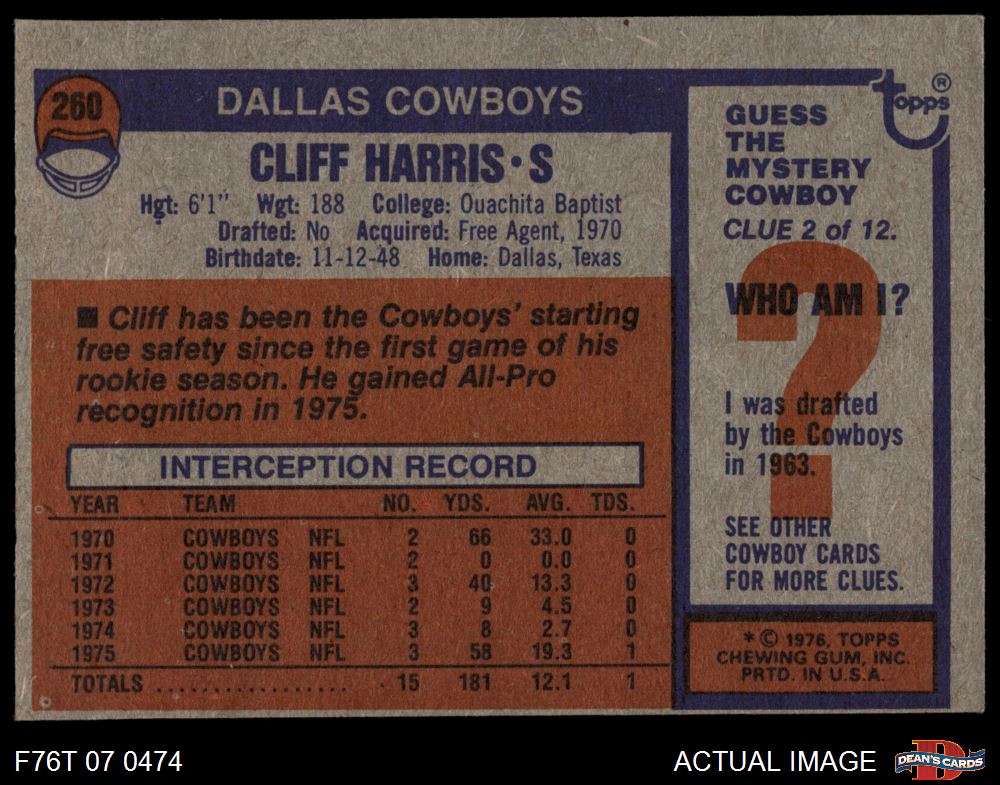 260
DALLAS COWBOYS
CLIFF HARRIS • S
Hgt: 6'1" Wgt: 188 College: Ouachita Baptist
Drafted: No Acquired: Free Agent, 1970
Birthdate: 11-12-48 Home: Dallas, Texas
■ Cliff has been the Cowboys' starting
free safety since the first game of his
rookie season. He gained All-Pro
recognition in 1975.
INTERCEPTION RECORD
YEAR TEAM NO. YDS. AVG. TDS.
1970 COWBOYS NFL 2 66 33.0 0
1971 COWBOYS NFL 2 0 0.0 0
1972 COWBOYS NFL 3 40 13.3 0
1973 COWBOYS NFL 2 9 4.5 0
1974 COWBOYS NFL 3 8 2.7 0
1975 COWBOYS NFL 3 58 19.3 1
TOTALS .................. 15 181 12.1 1
topps ®
GUESS
THE
MYSTERY
COWBOY
CLUE 2 of 12.
?
WHO AM I?
I was drafted
by the Cowboys
in 1963.
SEE OTHER
COWBOY CARDS
FOR MORE CLUES.
* © 1976, TOPPS
CHEWING GUM, INC.
PRTD. IN U.S.A.
F76T 07 0474
ACTUAL IMAGE
D
DEAN'S CARDS